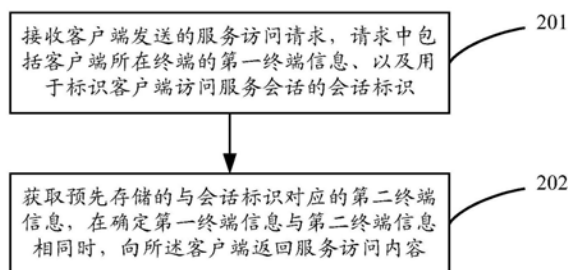 接收客户端发送的服务访问请求，请求中包
括客户端所在终端的第一终端信息、以及用
于标识客户端访问服务会话的会话标识
201
获取预先存储的与会话标识对应的第二终端
信息，在确定第一终端信息与第二终端信息
相同时，向所述客户端返回服务访问内容
202